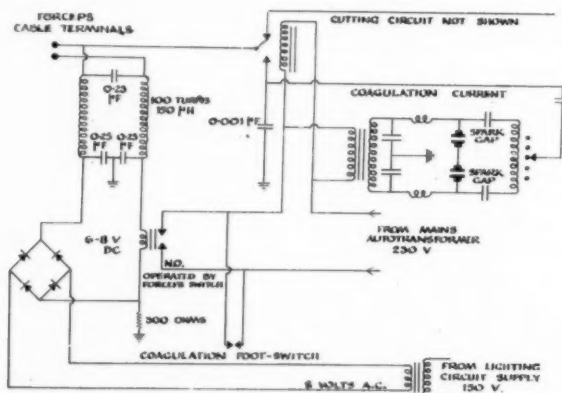 FORCEPS
CABLE TERMINALS
CUTTING CIRCUIT NOT SHOWN
COAGULATION CURRENT
0·25
µF
100 TURNS
150 µH
0·25
µF
0·25
µF
0·001 µF
SPARK
GAP
SPARK
GAP
6-8 V
DC
N.O.
OPERATED BY
FORCEPS SWITCH
FROM MAINS
AUTOTRANSFORMER
230 V
300 OHMS
COAGULATION FOOT-SWITCH
8 VOLTS A.C.
FROM LIGHTING
CIRCUIT SUPPLY
150 V.